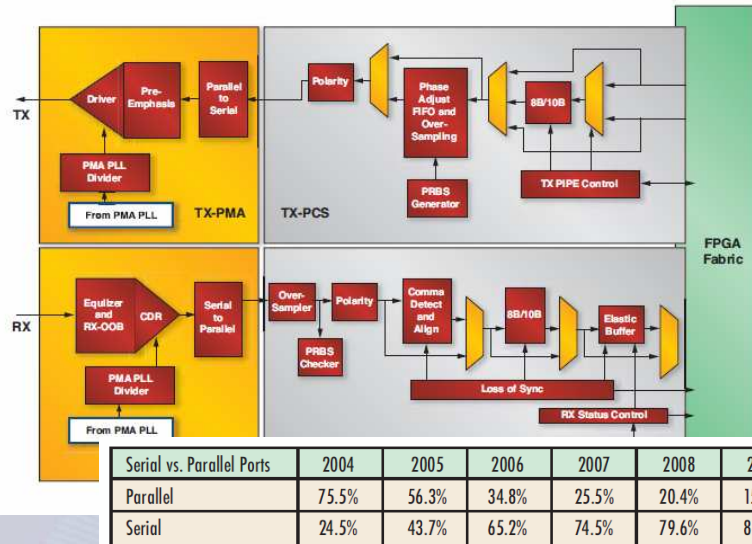 TX
Driver
Pre-
Emphasis
Parallel
to
Serial
PMA PLL
Divider
From PMA PLL
TX-PMA
TX-PCS
Polarity
Phase
Adjust
FIFO and
Over-
Sampling
PRBS
Generator
8B/10B
TX PIPE Control
FPGA
Fabric
RX
Equlizer
and
RX-OOB
CDR
Serial
to
Parallel
PMA PLL
Divider
From PMA PLL
Over-
Sampler
Polarity
PRBS
Checker
Comma
Detect
and
Align
8B/10B
Elastic
Buffer
Loss of Sync
RX Status Control
Serial vs. Parallel Ports 2004 2005 2006 2007 2008
Parallel 75.5% 56.3% 34.8% 25.5% 20.4%
Serial 24.5% 43.7% 65.2% 74.5% 79.6%